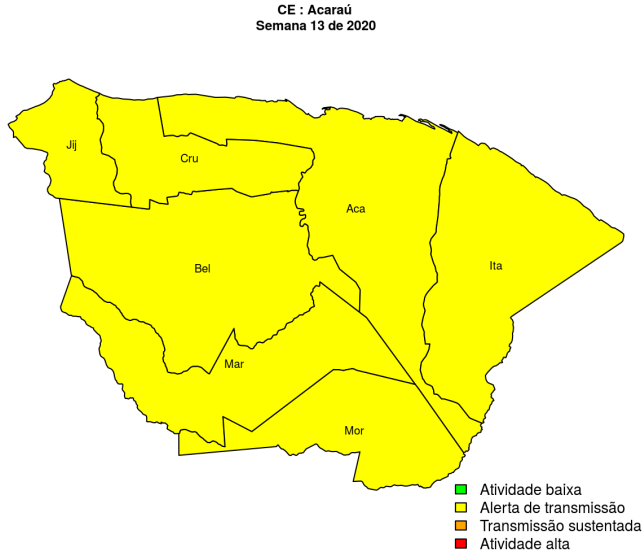 CE : Acaraú
Semana 13 de 2020
Jij
Cru
Aca
Bel
Ita
Mar
Mor
Atividade baixa
Alerta de transmissão
Transmissão sustentada
Atividade alta